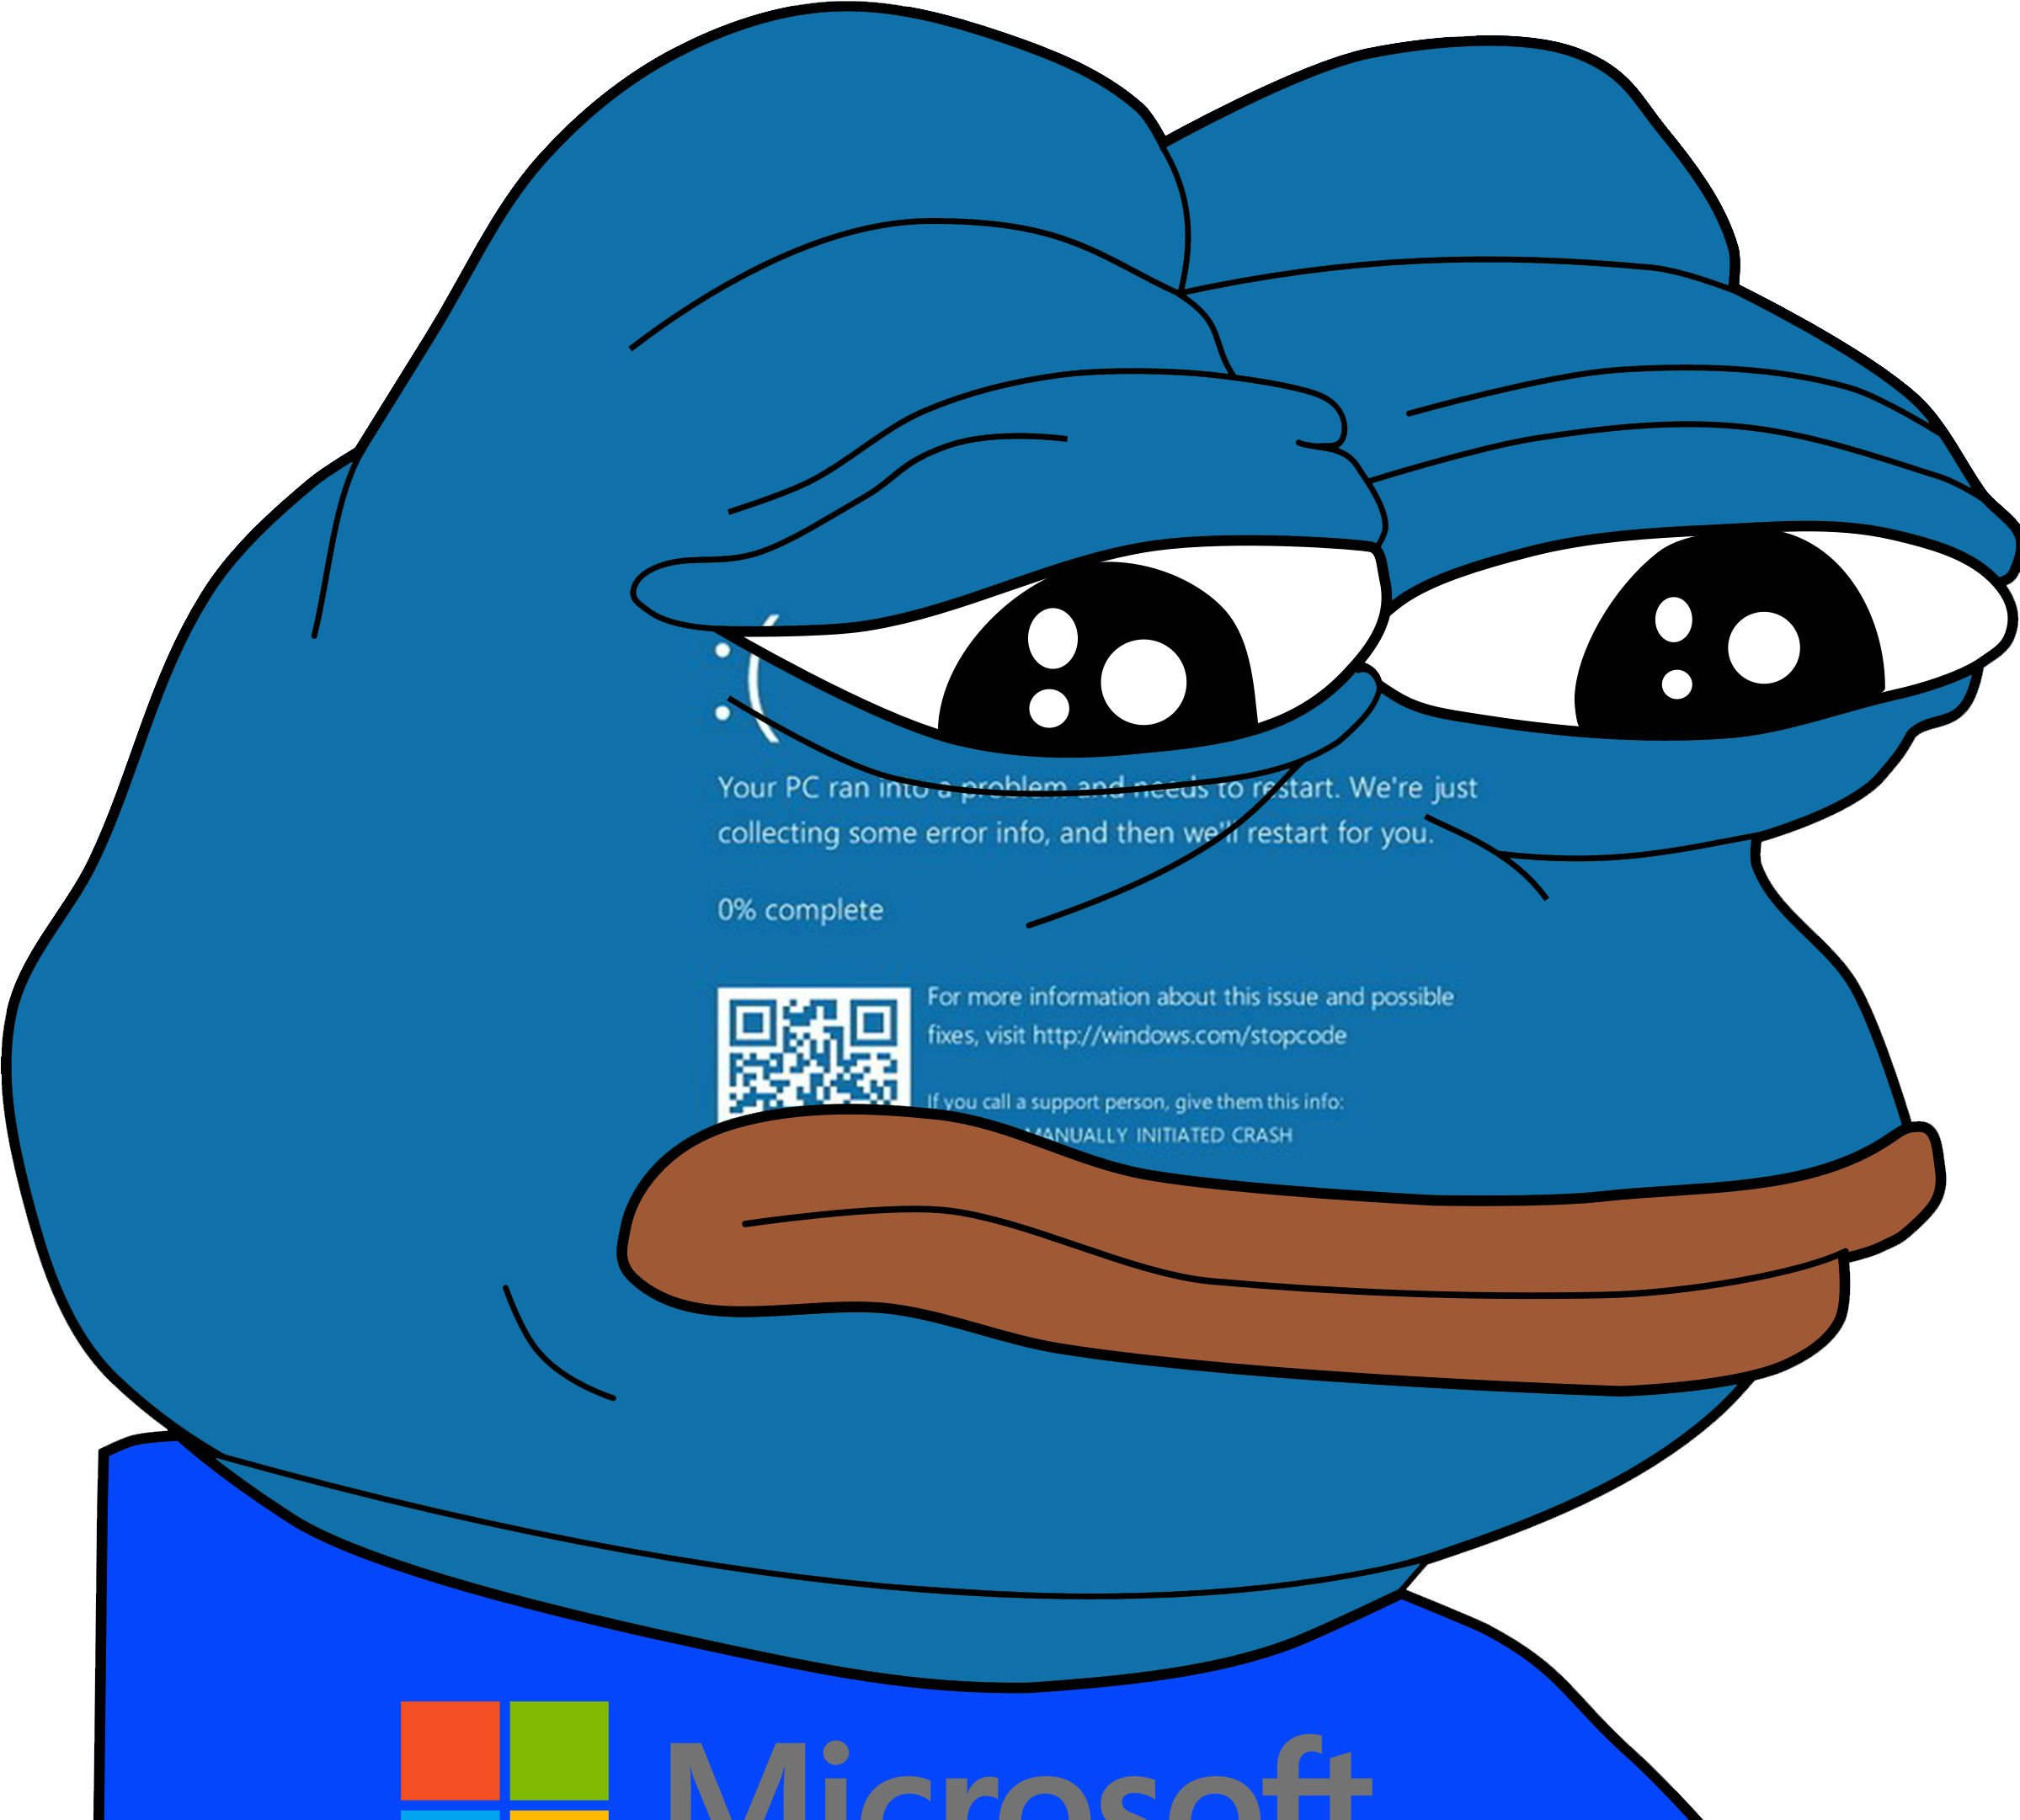 :(
Your PC ran into a problem and needs to restart. We're just
collecting some error info, and then we'll restart for you.
0% complete
For more information about this issue and possible
fixes, visit http://windows.com/stopcode
If you call a support person, give them this info:
MANUALLY INITIATED CRASH
Microsoft